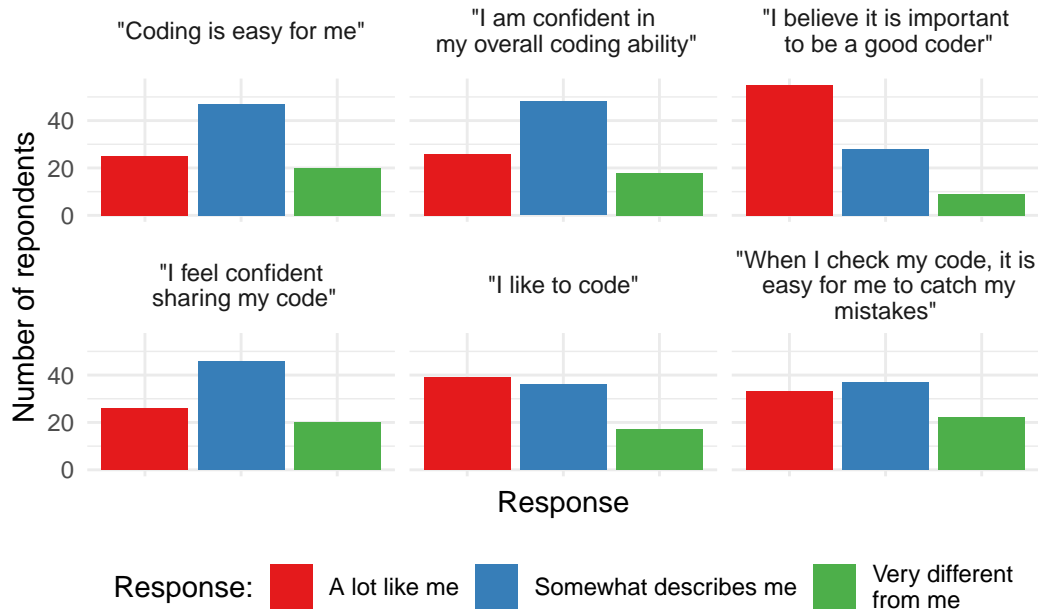 "Coding is easy for me"
"I am confident in
my overall coding ability"
"I believe it is important
to be a good coder"
40
20
0
"I feel confident
sharing my code"
"I like to code"
"When I check my code, it is
easy for me to catch my
mistakes"
40
20
0
Number of repondents
Response
Response:
A lot like me
Somewhat describes me
Very different
from me